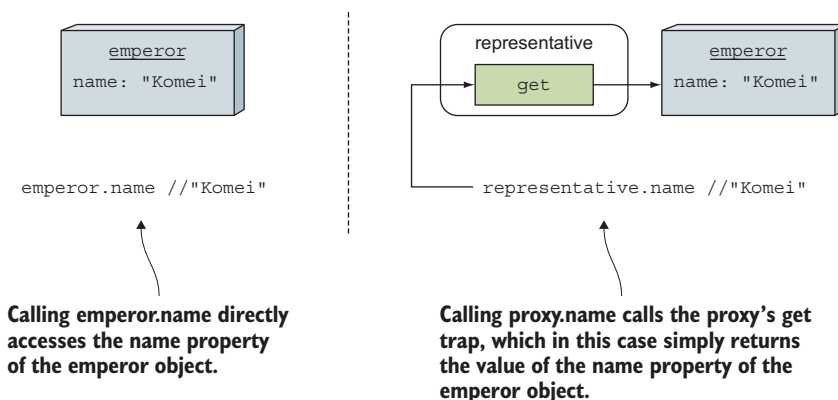 emperor
name: "Komei"
emperor.name //"Komei"
Calling emperor.name directly
accesses the name property
of the emperor object.
representative
get
emperor
name: "Komei"
representative.name //"Komei"
Calling proxy.name calls the proxy's get
trap, which in this case simply returns
the value of the name property of the
emperor object.